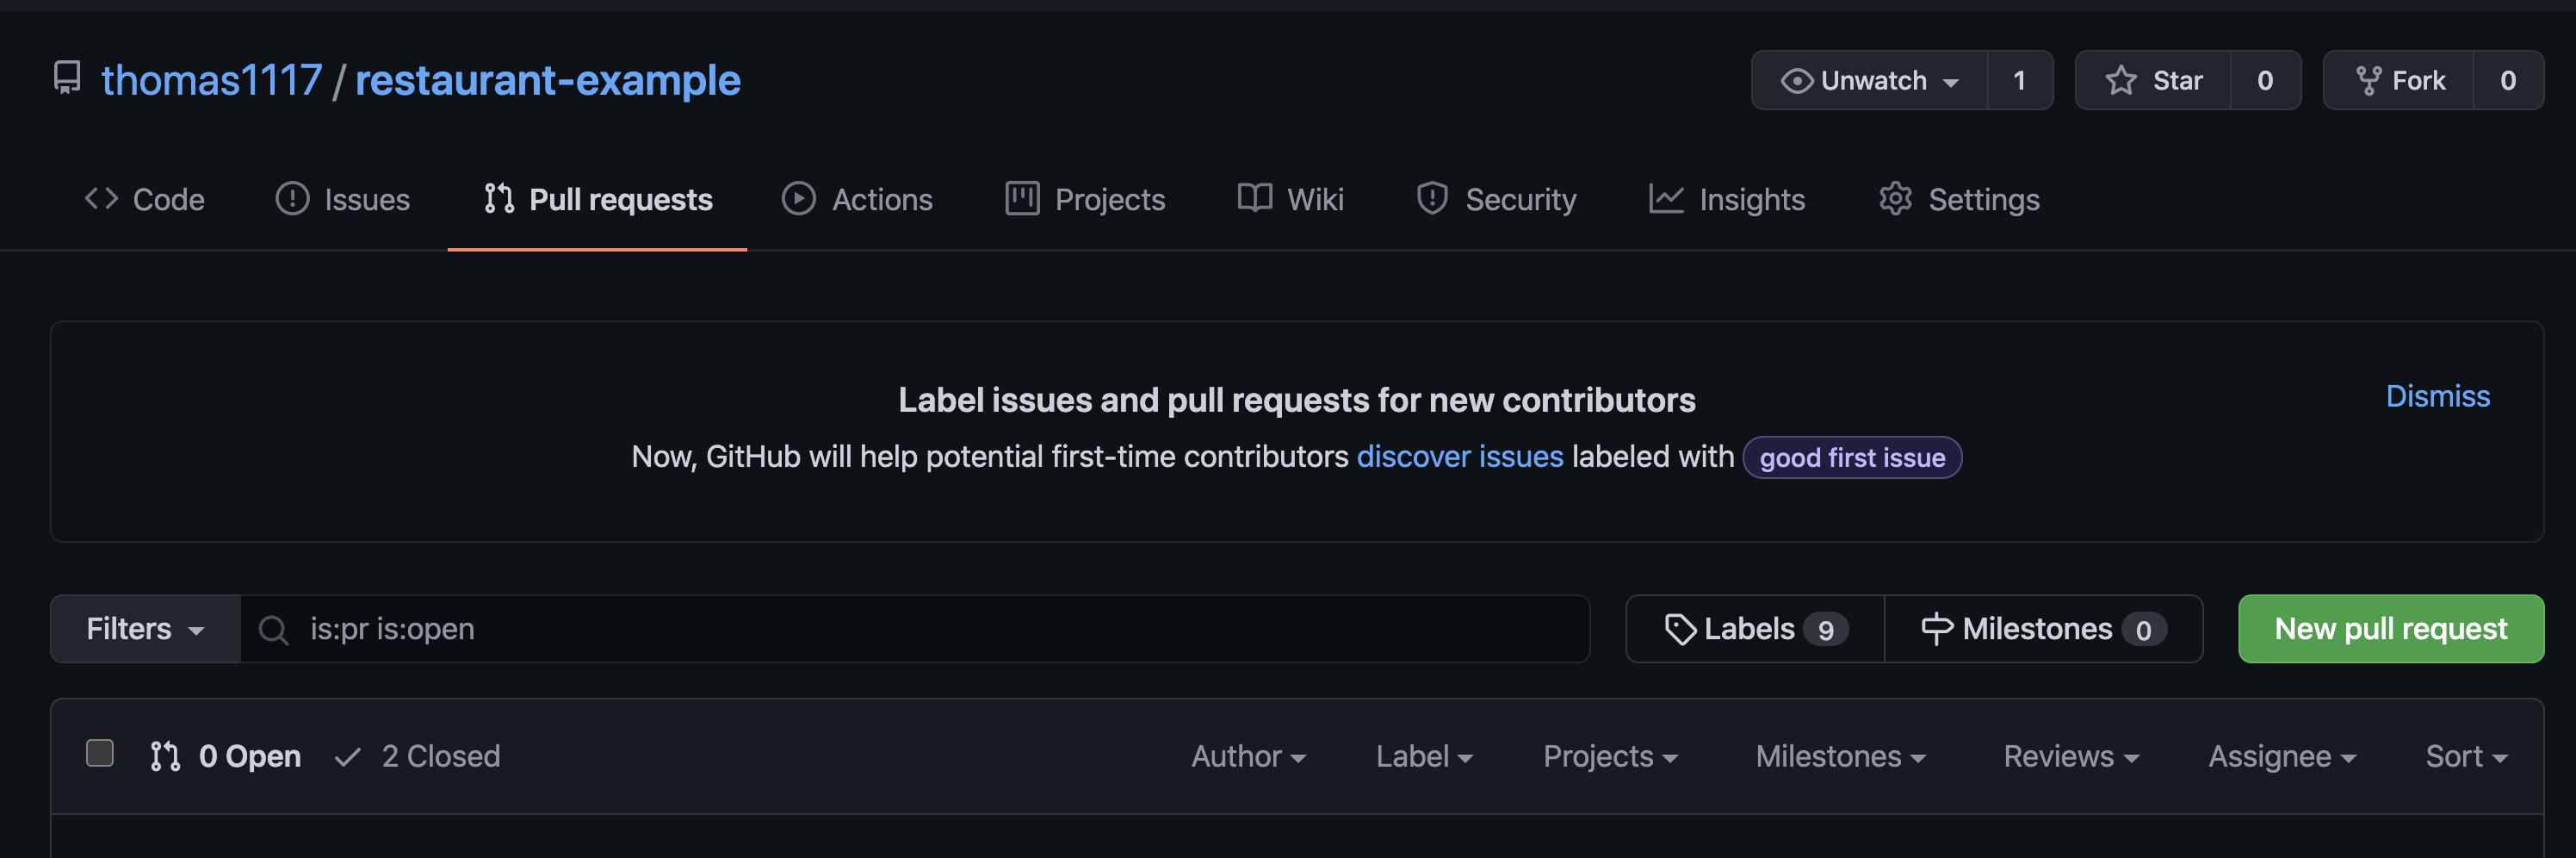 thomas1117 / restaurant-example
Unwatch 1 Star 0 Fork 0
Code Issues Pull requests Actions Projects Wiki Security Insights Settings
Label issues and pull requests for new contributors
Dismiss
Now, GitHub will help potential first-time contributors discover issues labeled with good first issue
Filters is:pr is:open Labels 9 Milestones 0 New pull request
0 Open 2 Closed Author Label Projects Milestones Reviews Assignee Sort